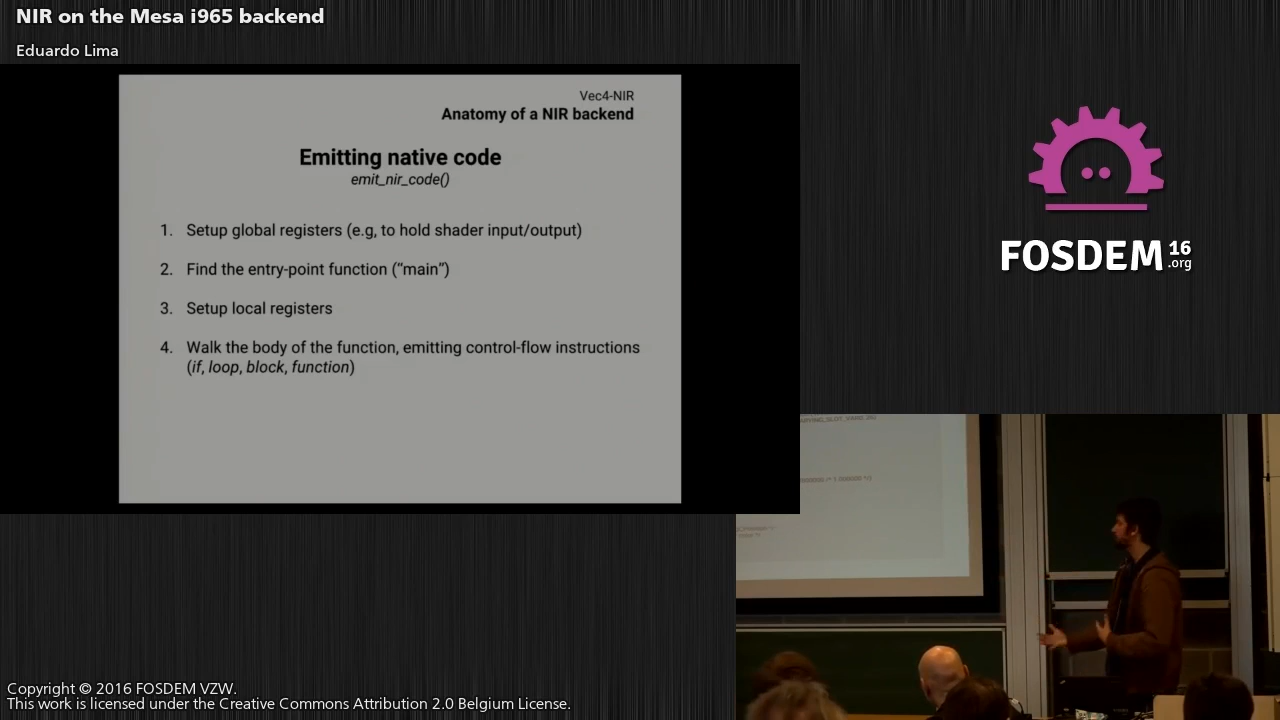 NIR on the Mesa i965 backend
Eduardo Lima
Vec4-NIR
Anatomy of a NIR backend
Emitting native code
emit_nir_code()
1. Setup global registers (e.g, to hold shader input/output)
2. Find the entry-point function (“main”)
3. Setup local registers
4. Walk the body of the function, emitting control-flow instructions
(if, loop, block, function)
FOSDEM 16
.org
Copyright © 2016 FOSDEM VZW.
This work is licensed under the Creative Commons Attribution 2.0 Belgium License.